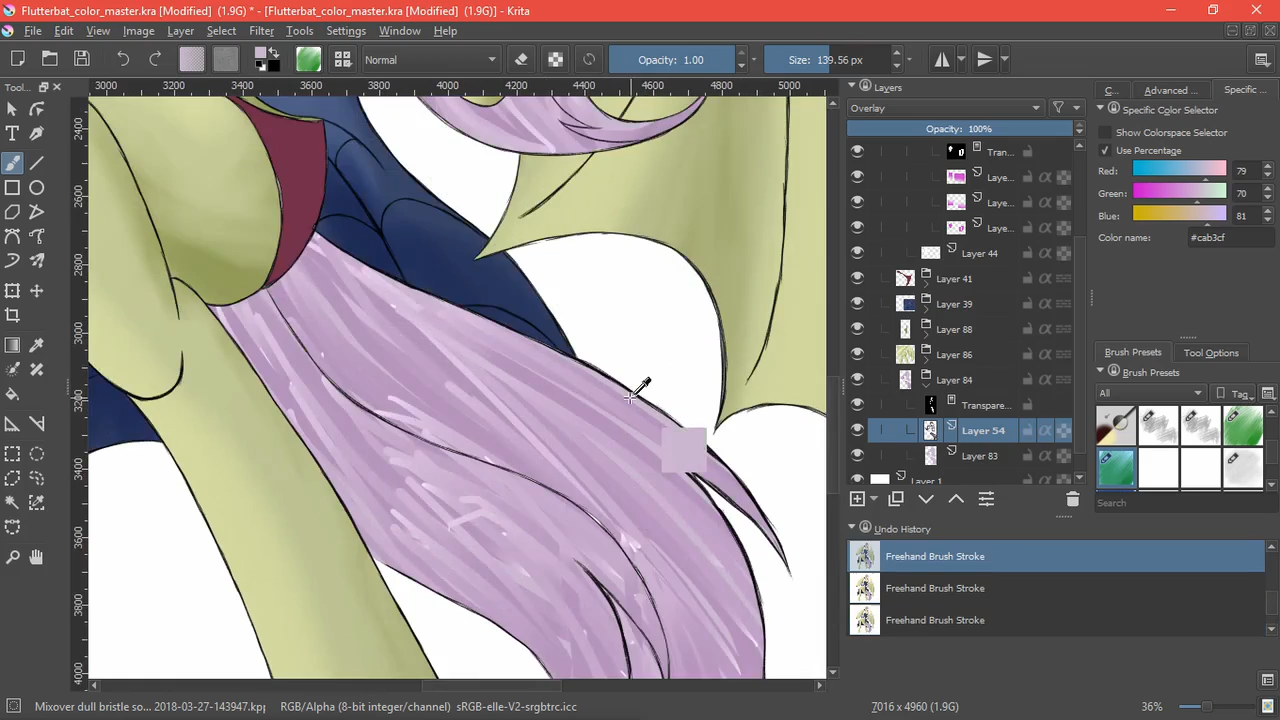 Flutterbat_color_master.kra [Modified] (1.9G) * - [Flutterbat_color_master.kra [Modified] (1.9G)] - Krita
File Edit View Image Layer Select Filter Tools Settings Window Help
Normal Opacity: 1.00 Size: 139.56 px
Tool... 3000 3200 3400 3600 3800 4000 4200 4400 4600 4800 5000 Layers C... Advanced ... Specific ...
Overlay Specific Color Selector
Opacity: 100% Show Colorspace Selector
2400 Tran... Use Percentage
Laye... Red: 79
2600 Laye... Green: 70
Laye... Blue: 81
Layer 44 Color name: #cab3cf
2800 Layer 41
Layer 39
3000 Layer 88
Layer 86 Brush Presets Tool Options
Layer 84 Brush Presets
3200 Transpare... All Tag
Layer 54
3400 Layer 83
Layer 1
Search
Undo History
3600 Freehand Brush Stroke
Freehand Brush Stroke
3800 Freehand Brush Stroke
4000
Mixover dull bristle so... 2018-03-27-143947.kpp RGB/Alpha (8-bit integer/channel) sRGB-elle-V2-srgbtrc.icc 7016 x 4960 (1.9G) 36%